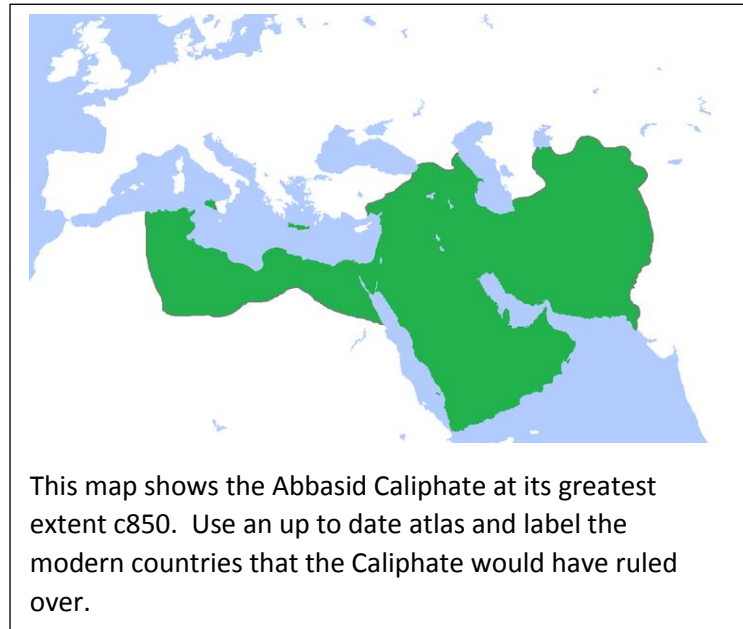 This map shows the Abbasid Caliphate at its greatest
extent c850.  Use an up to date atlas and label the
modern countries that the Caliphate would have ruled
over.